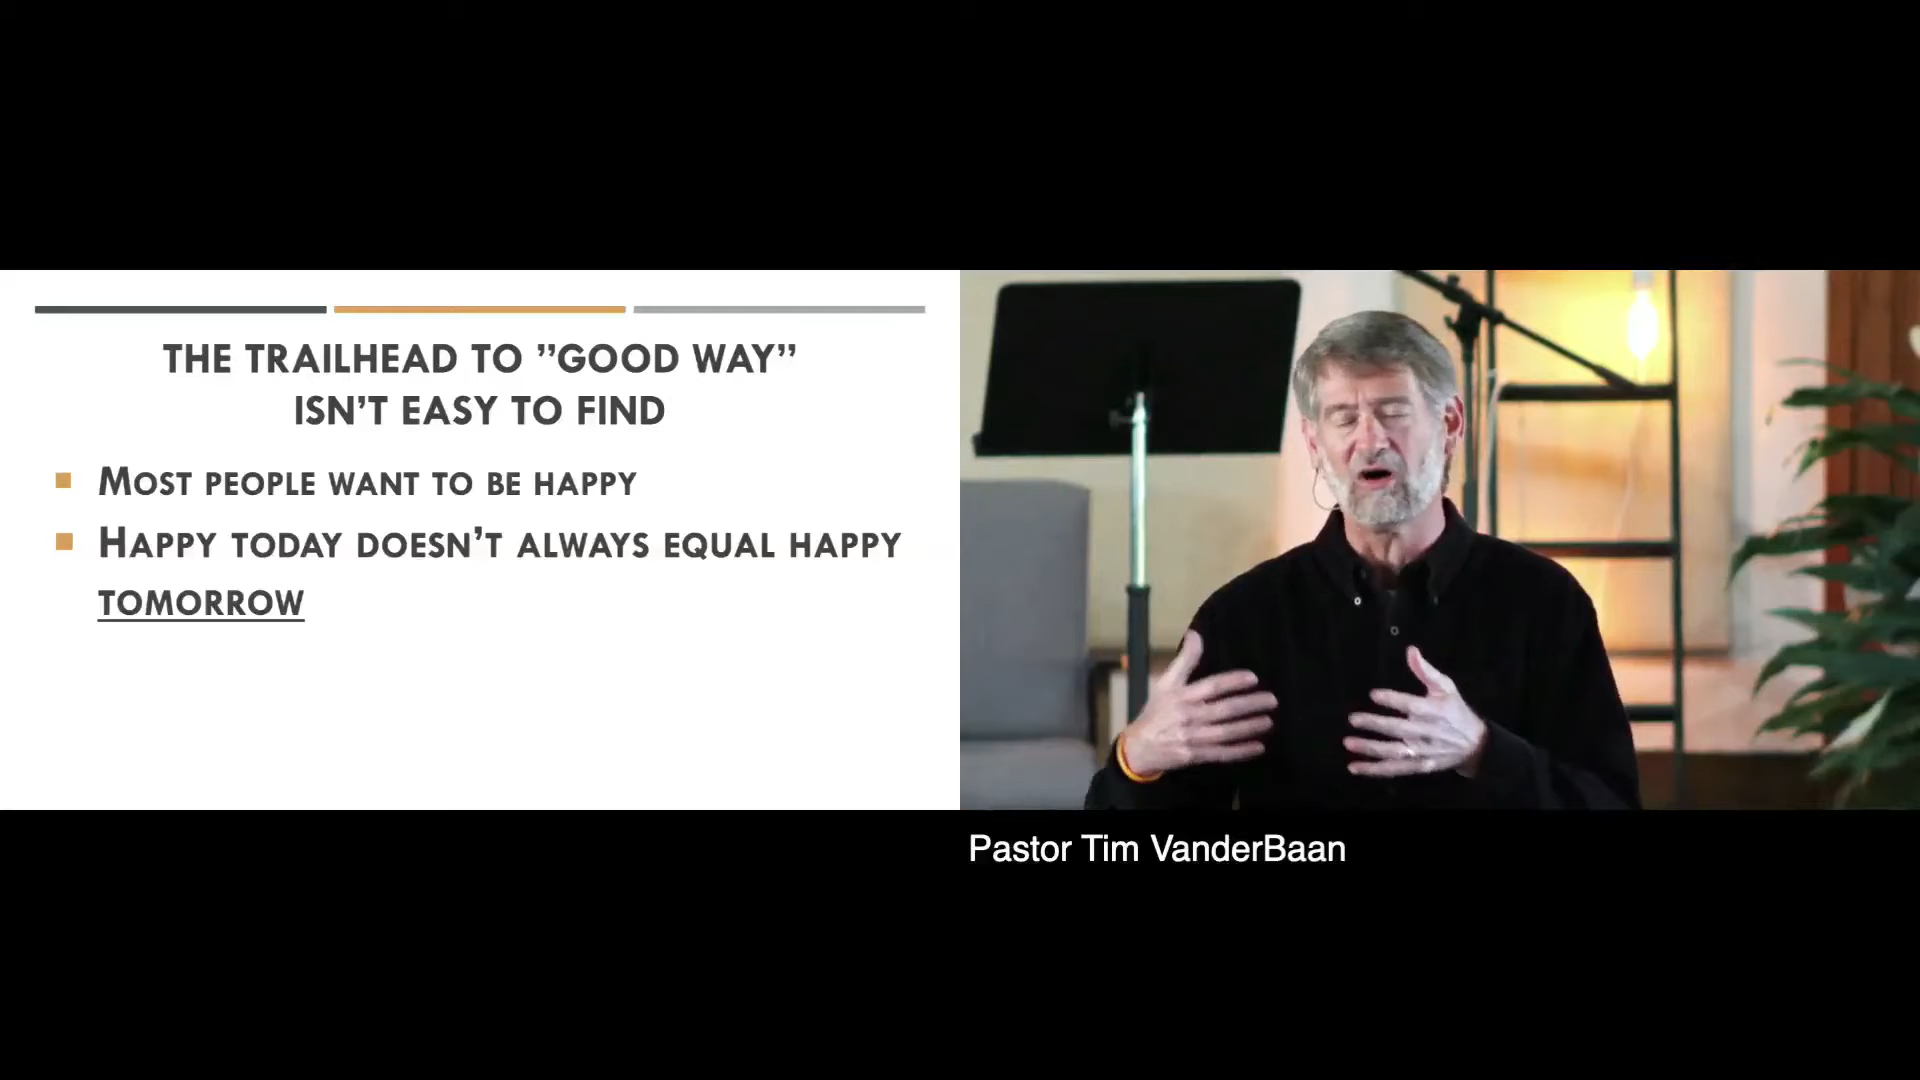 THE TRAILHEAD TO ”GOOD WAY”
ISN’T EASY TO FIND
MOST PEOPLE WANT TO BE HAPPY
HAPPY TODAY DOESN’T ALWAYS EQUAL HAPPY
TOMORROW
Pastor Tim VanderBaan